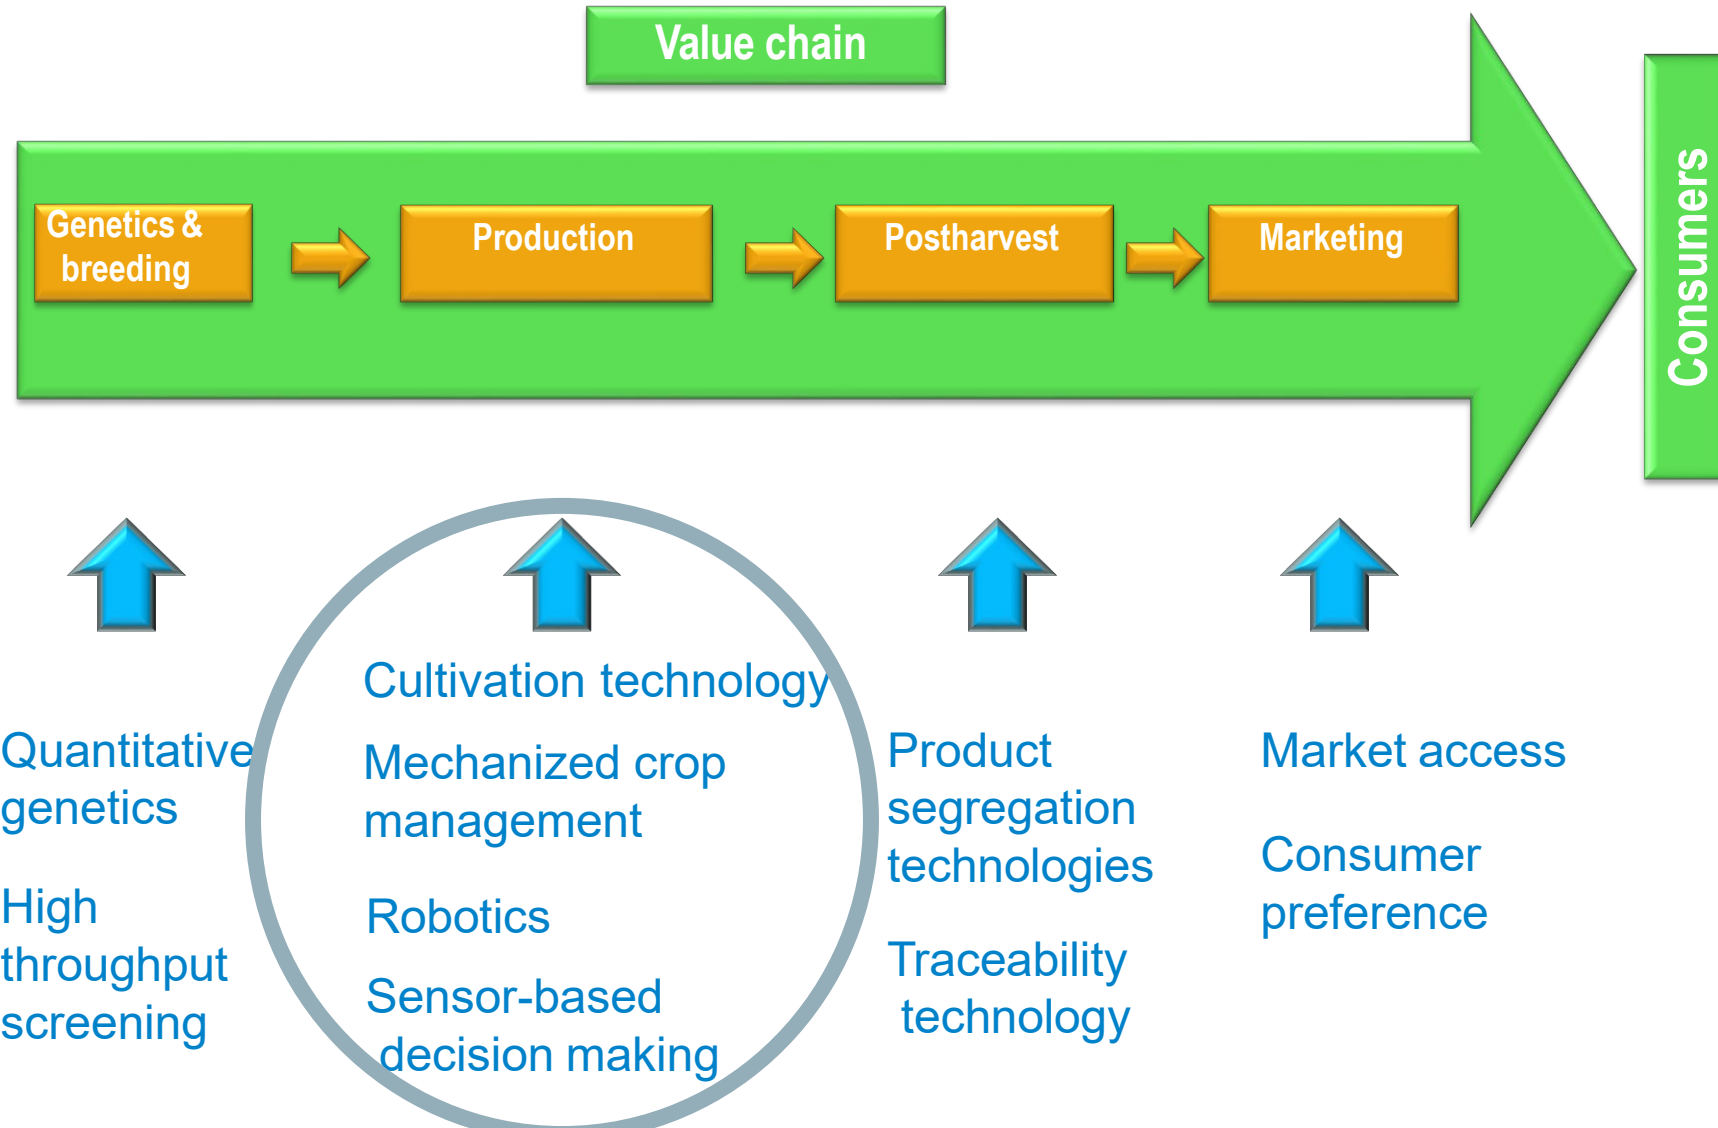 Value chain
Genetics &
breeding
Production
Postharvest
Marketing
Consumers
Cultivation technology
Mechanized crop
management
Robotics
Sensor-based
decision making
Quantitative
genetics
High
throughput
screening
Product
segregation
technologies
Traceability
technology
Market access
Consumer
preference